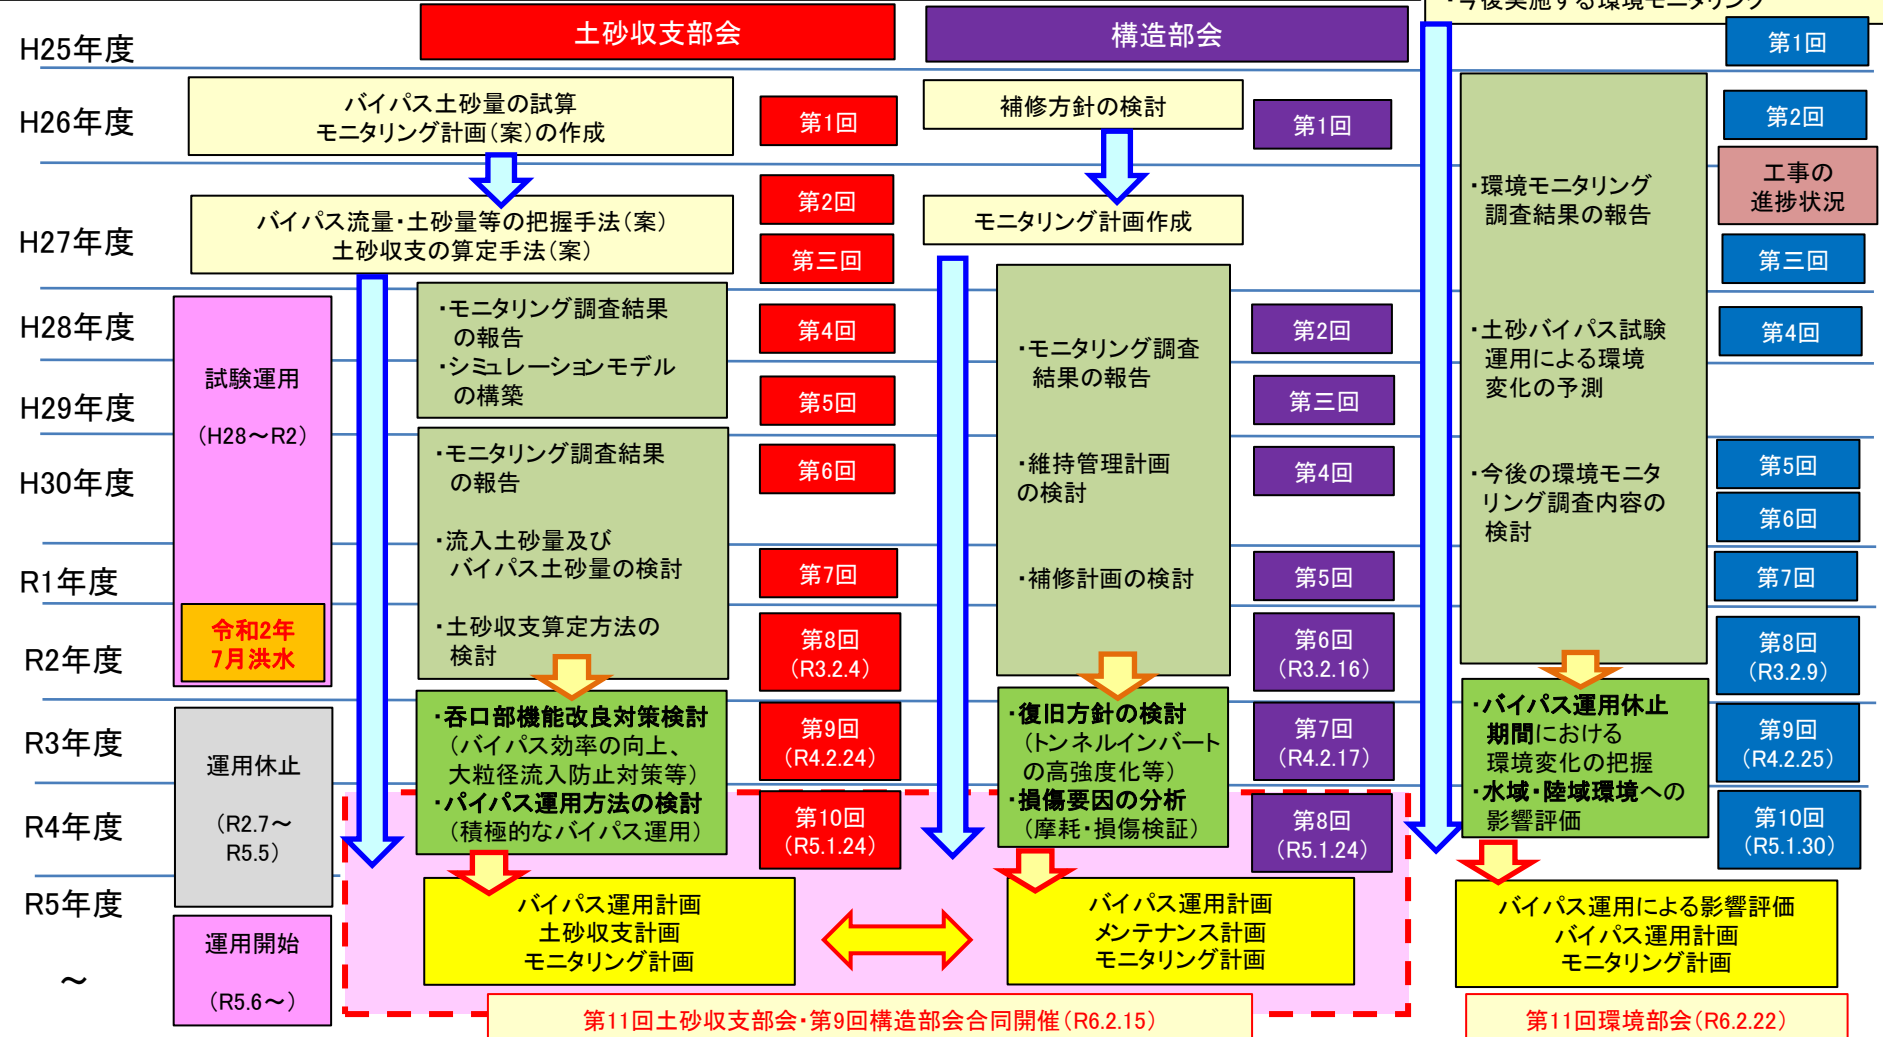 ・今後実施する環境モニタリング
土砂収支部会
構造部会
H25年度
第1回
バイパス土砂量の試算
モニタリング計画（案）の作成
H26年度
第1回
補修方針の検討
第1回
第2回
工事の
進捗状況
バイパス流量・土砂量等の把握手法（案）
土砂収支の算定手法（案）
H27年度
第2回
第三回
モニタリング計画作成
第三回
H28年度
H29年度
H30年度
R1年度
R2年度
R3年度
R4年度
R5年度
～
試験運用
（H28～R2）
令和2年
7月洪水
運用休止
（R2.7～
R5.5）
運用開始
（R5.6～）
・モニタリング調査結果
の報告
・シミュレーションモデル
の構築
・モニタリング調査結果
の報告
・流入土砂量及び
バイパス土砂量の検討
・土砂収支算定方法の
検討
・呑口部機能改良対策検討
（バイパス効率の向上、
大粒径流入防止対策等）
・バイパス運用方法の検討
（積極的なバイパス運用）
バイパス運用計画
土砂収支計画
モニタリング計画
第4回
第5回
第6回
第7回
第8回
（R3.2.4）
第9回
（R4.2.24）
第10回
（R5.1.24）
・モニタリング調査
結果の報告
・維持管理計画
の検討
・補修計画の検討
・復旧方針の検討
（トンネルインバート
の高強度化等）
・損傷要因の分析
（摩耗・損傷検証）
バイパス運用計画
メンテナンス計画
モニタリング計画
第2回
第三回
第4回
第5回
第6回
（R3.2.16）
第7回
（R4.2.17）
第8回
（R5.1.24）
・環境モニタリング
調査結果の報告
・土砂バイパス試験
運用による環境
変化の予測
・今後の環境モニタ
リング調査内容の
検討
・バイパス運用休止
期間における
環境変化の把握
・水域・陸域環境への
影響評価
バイパス運用による影響評価
バイパス運用計画
モニタリング計画
第4回
第5回
第6回
第7回
第8回
（R3.2.9）
第9回
（R4.2.25）
第10回
（R5.1.30）
第11回土砂収支部会・第9回構造部会合同開催（R6.2.15）
第11回環境部会（R6.2.22）